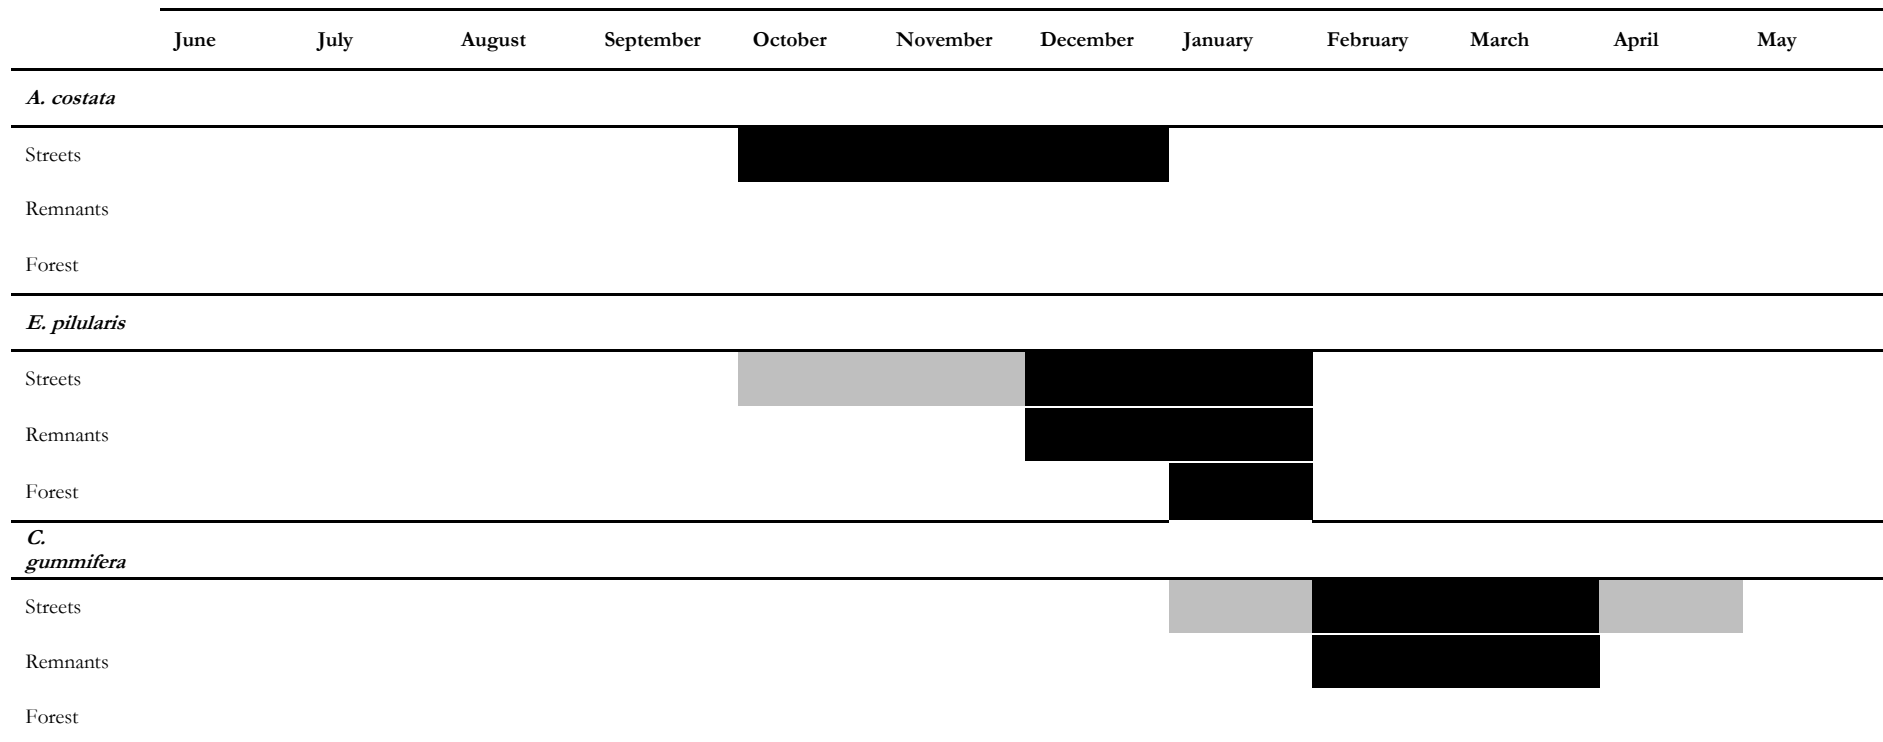 June July August September October November December January February March April May
A. costata
Streets
Remnants
Forest
E. pilularis
Streets
Remnants
Forest
C.
gummifera
Streets
Remnants
Forest